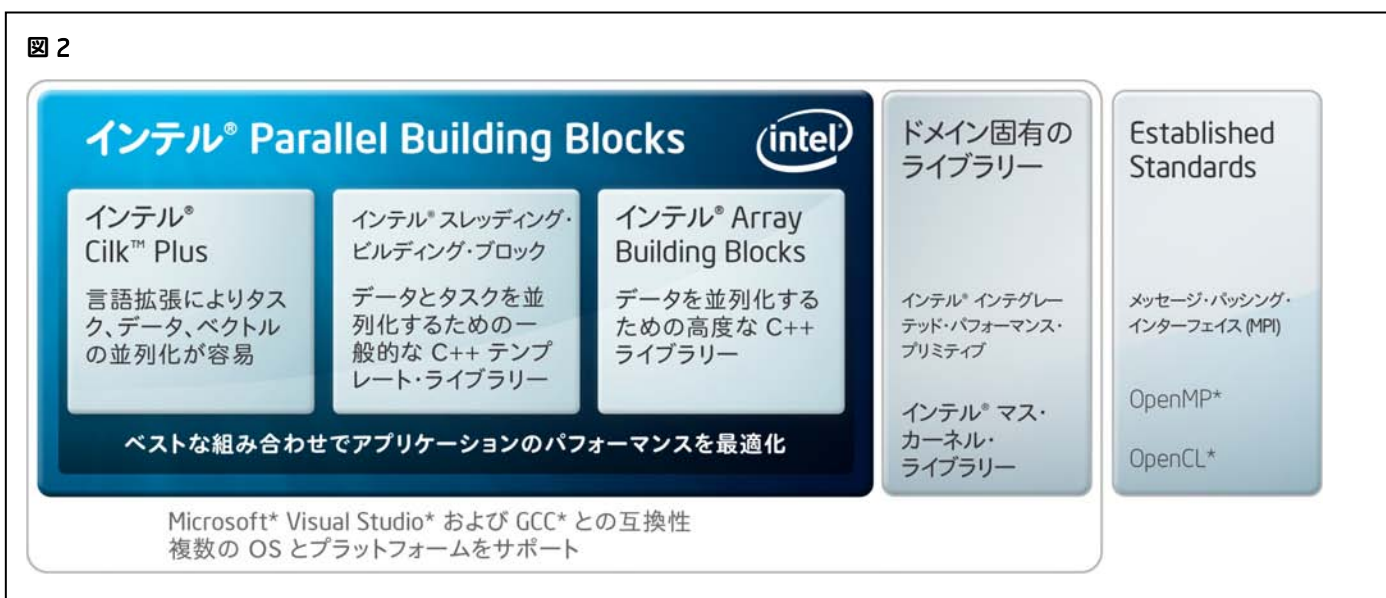 図 2
インテル® Parallel Building Blocks
intel®
インテル®
Cilk™ Plus
言語拡張によりタス
ク、データ、ベクトル
の並列化が容易
インテル® スレッディング・
ビルディング・ブロック
データとタスクを並
列化するための一
般的な C++ テンプ
レート・ライブラリー
インテル® Array
Building Blocks
データを並列化する
ための高度な C++
ライブラリー
ベストな組み合わせでアプリケーションのパフォーマンスを最適化
ドメイン固有の
ライブラリー
インテル® インテグレー
テッド・パフォーマンス・
プリミティブ
インテル® マス・
カーネル・
ライブラリー
Established
Standards
メッセージ・パッシング・
インターフェイス (MPI)
OpenMP*
OpenCL*
Microsoft* Visual Studio* および GCC* との互換性
複数の OS とプラットフォームをサポート